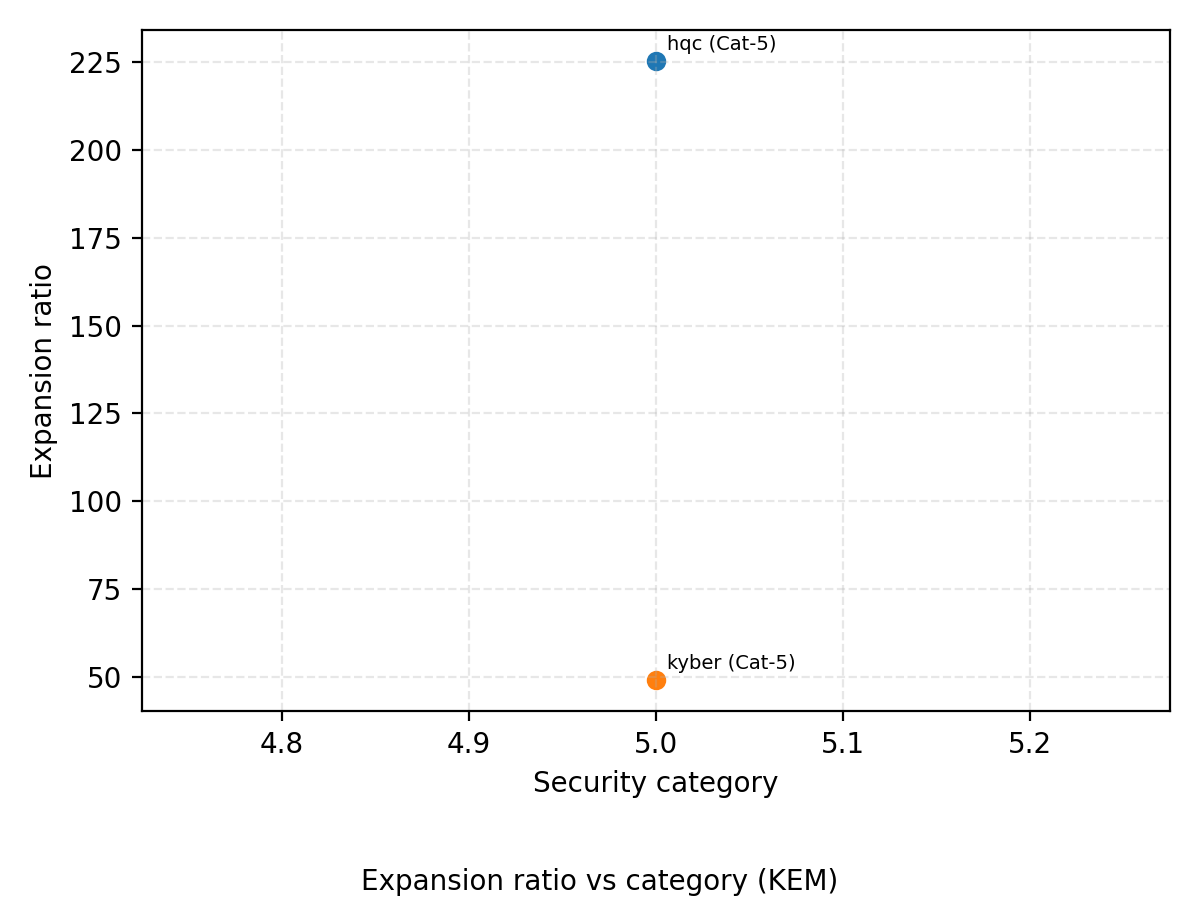 hqc (Cat-5)
225
200
175
150
125
100
75
50
Expansion ratio
kyber (Cat-5)
4.8 4.9 5.0 5.1 5.2
Security category
Expansion ratio vs category (KEM)